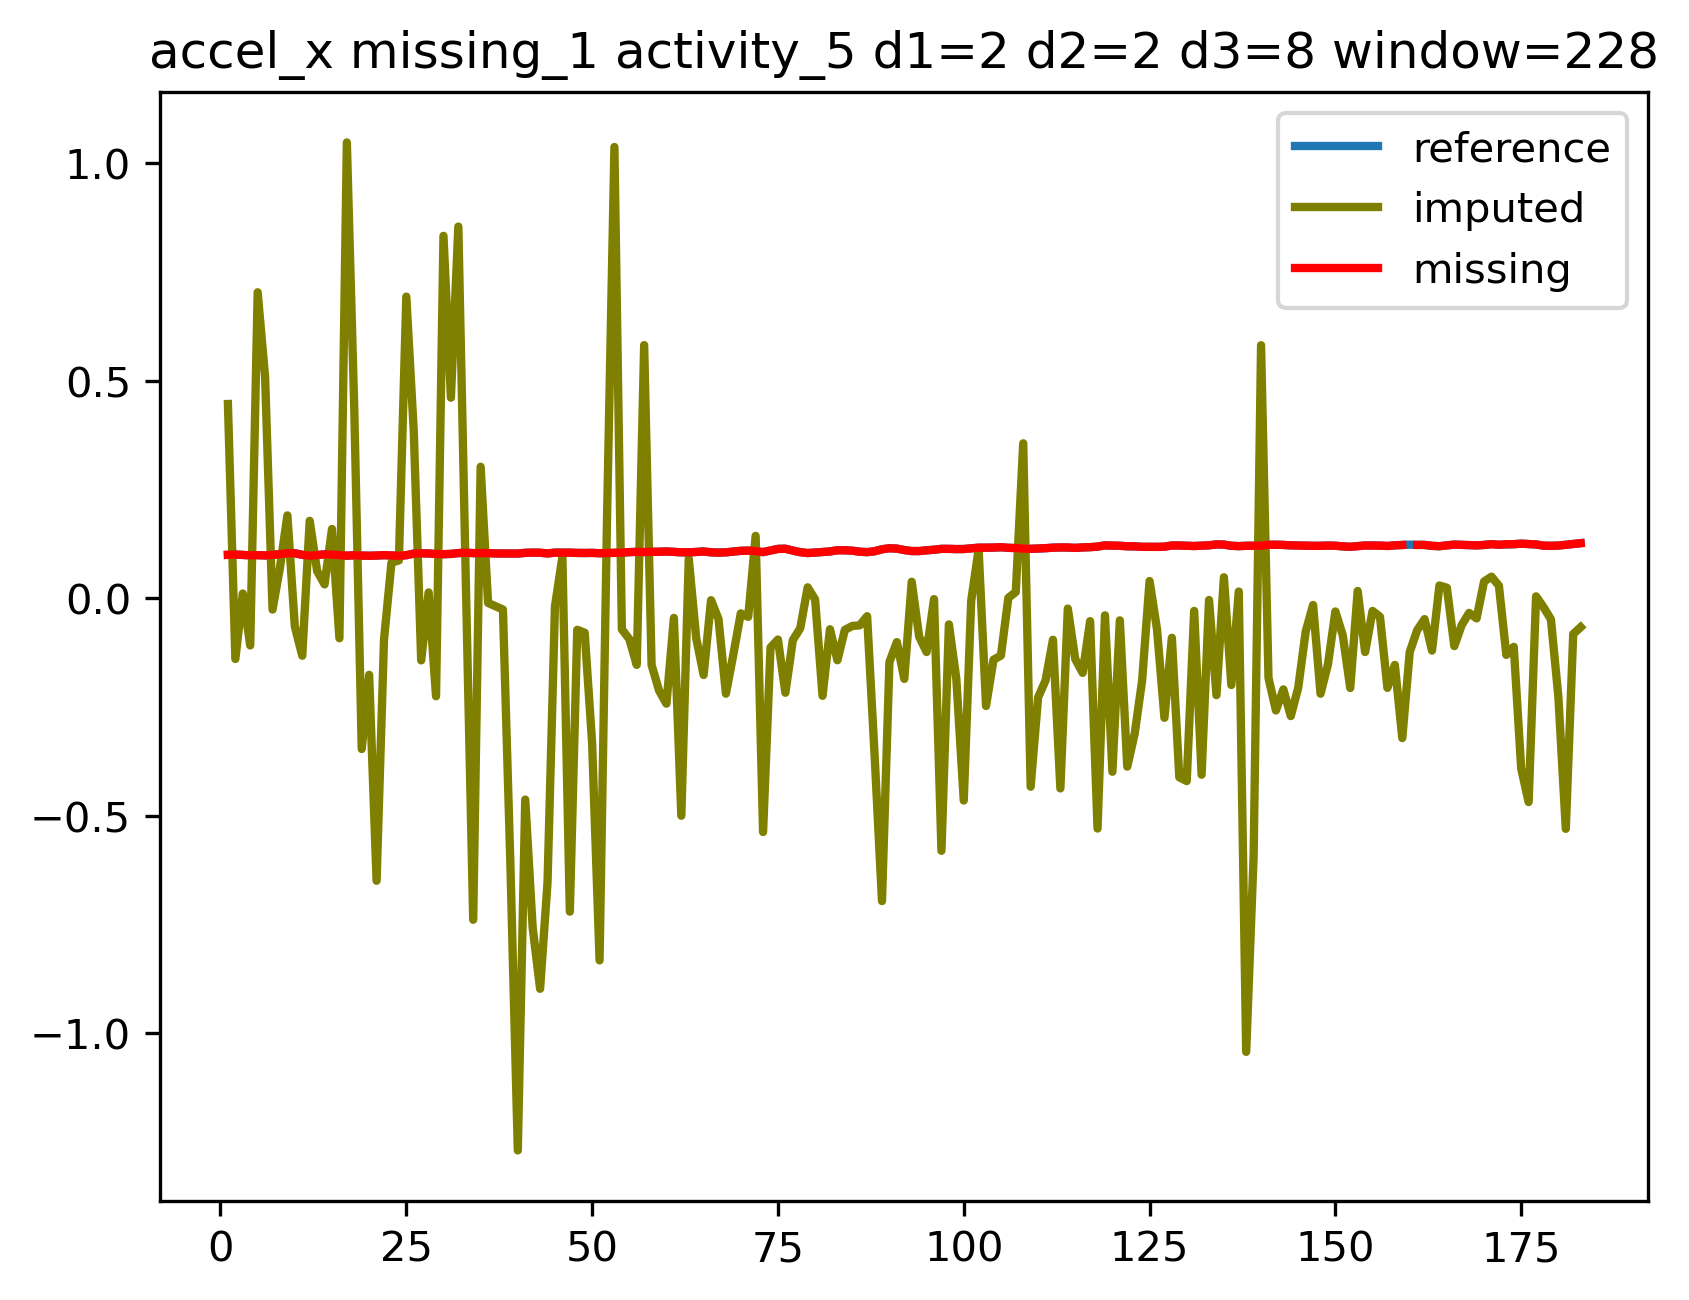 accel_x missing_1 activity_5 d1=2 d2=2 d3=8 window=228
reference
imputed
missing
1.0
0.5
0.0
−0.5
−1.0
0 25 50 75 100 125 150 175